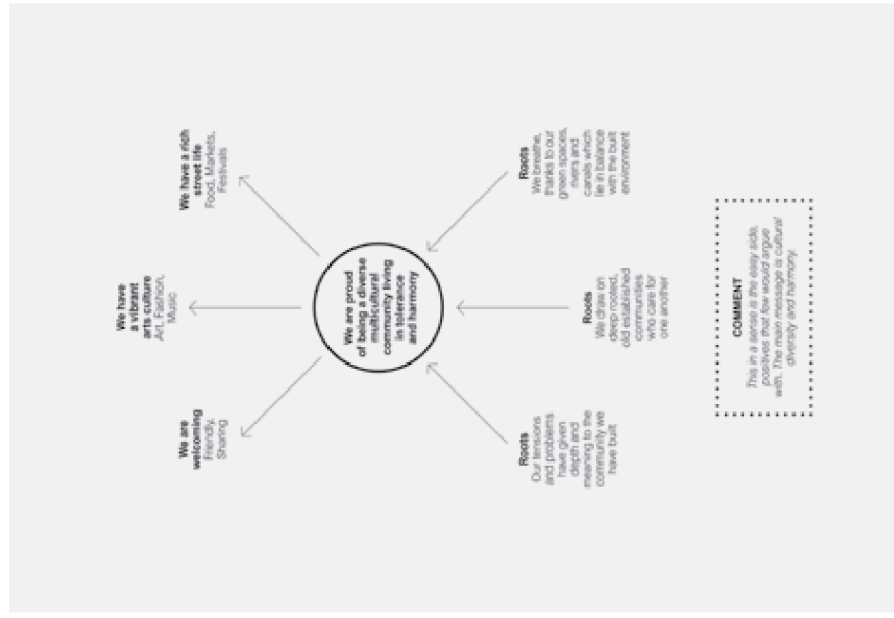 We are
welcoming
Friendly,
Sharing
We have
a vibrant
arts culture
Art, Fashion,
Music
We have a rich
street life
Food, Markets,
Festivals
We are proud
of being a diverse
multicultural
community living
in tolerance
and harmony
Roots
Our tensions
and problems
have given
depth and
meaning to the
community we
have built
Roots
We draw on
deep rooted,
old established
communities
who care for
one another
Roots
We breathe,
thanks to our
green spaces,
rivers and
canals which
lie in balance
with the built
environment
COMMENT
This in a sense is the easy side,
positives that few would argue
with. The main message is cultural
diversity and harmony.